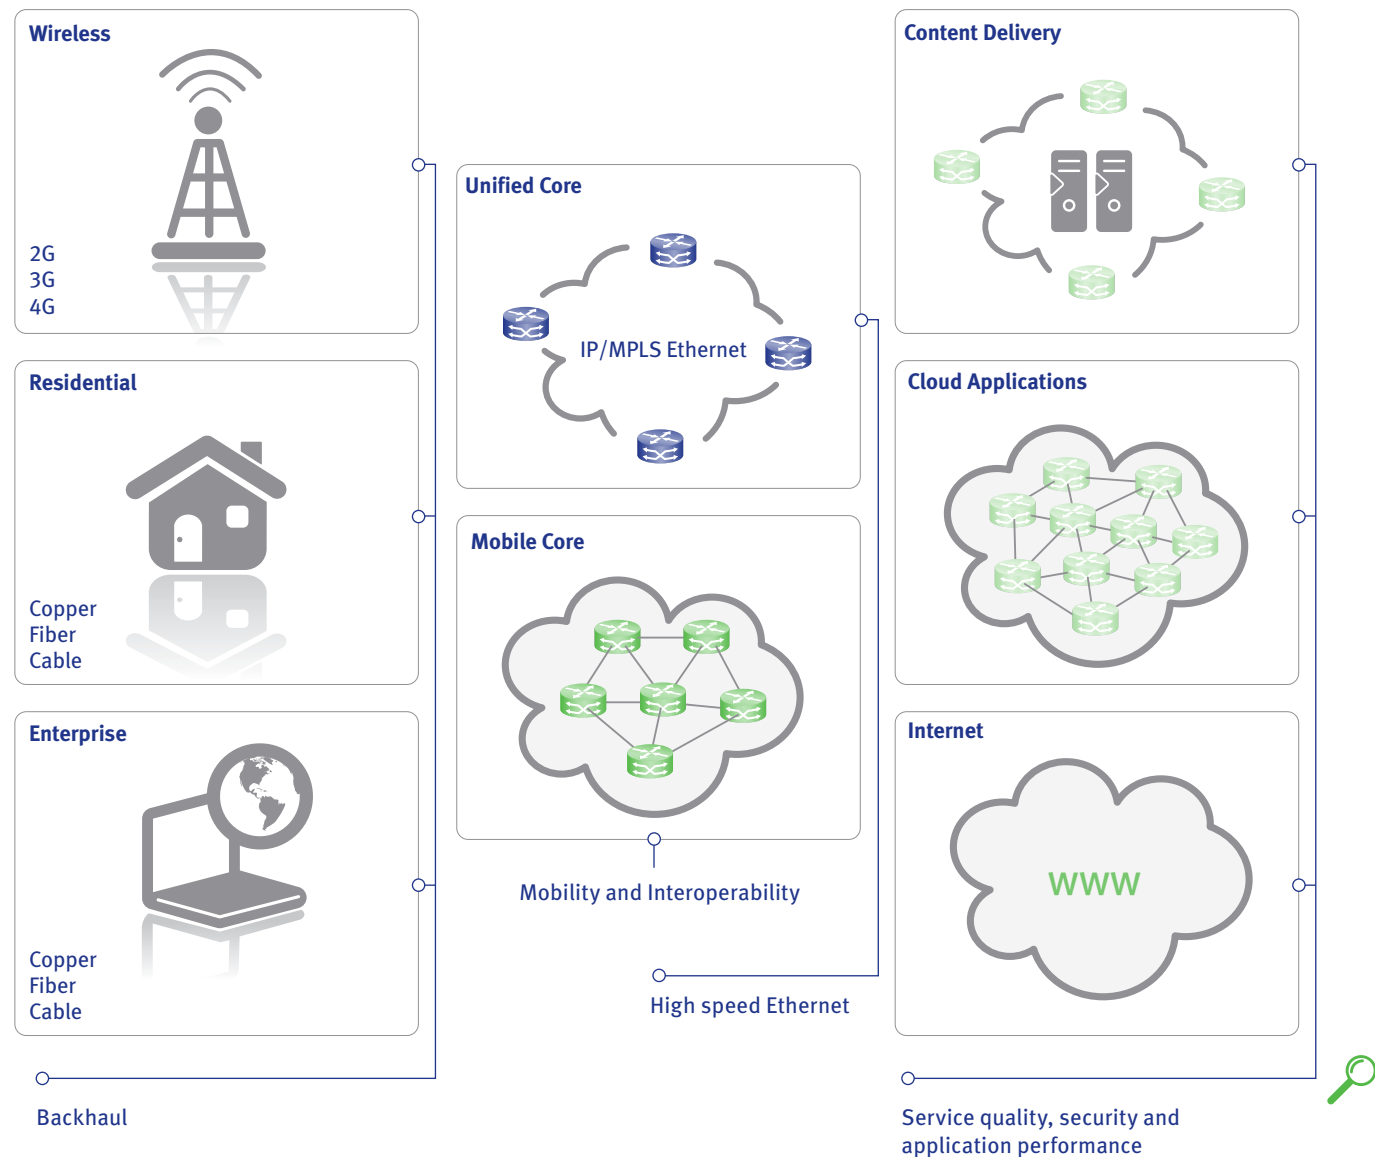 Wireless
2G
3G
4G
Residential
Copper
Fiber
Cable
Enterprise
Copper
Fiber
Cable
Backhaul
Unified Core
IP/MPLS Ethernet
Mobile Core
Mobility and Interoperability
High speed Ethernet
Content Delivery
Cloud Applications
Internet
WWW
Service quality, security and
application performance